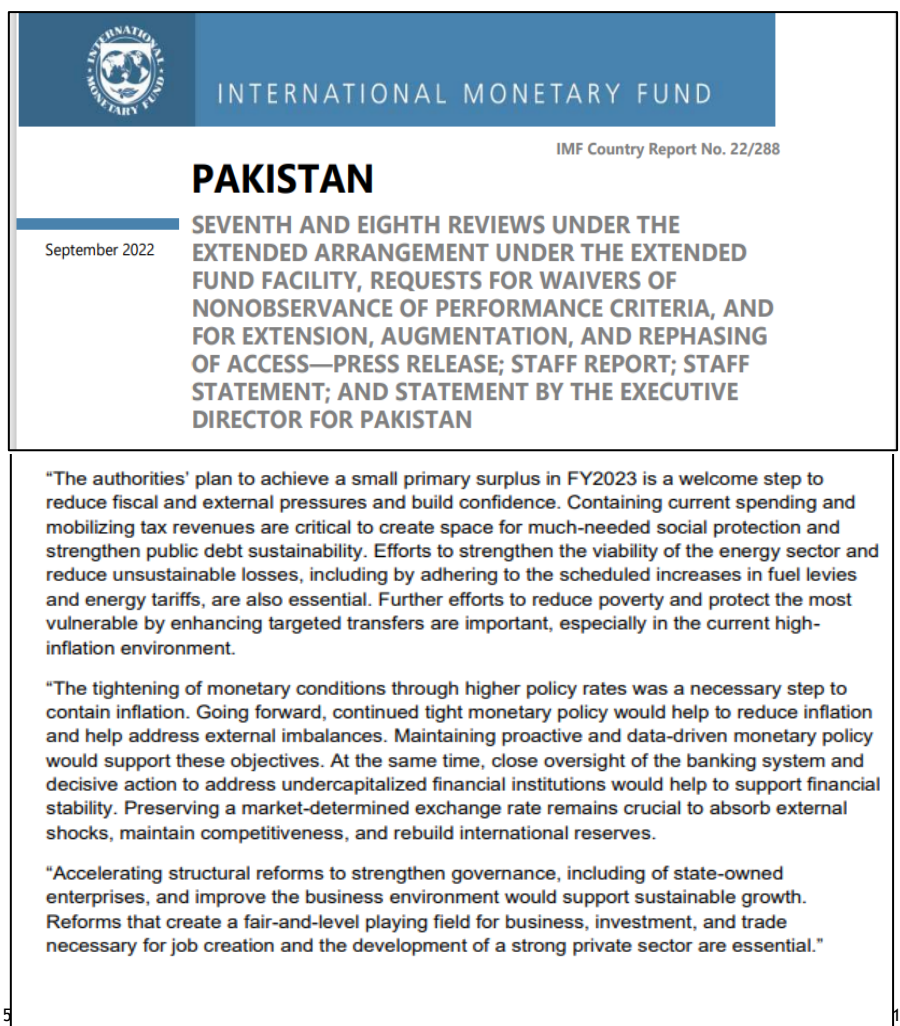 INTERNATIONAL MONETARY FUND
INTERNATIONAL MONETARY FUND
IMF Country Report No. 22/288
PAKISTAN
September 2022
SEVENTH AND EIGHTH REVIEWS UNDER THE
EXTENDED ARRANGEMENT UNDER THE EXTENDED
FUND FACILITY, REQUESTS FOR WAIVERS OF
NONOBSERVANCE OF PERFORMANCE CRITERIA, AND
FOR EXTENSION, AUGMENTATION, AND REPHASING
OF ACCESS—PRESS RELEASE; STAFF REPORT; STAFF
STATEMENT; AND STATEMENT BY THE EXECUTIVE
DIRECTOR FOR PAKISTAN
“The authorities’ plan to achieve a small primary surplus in FY2023 is a welcome step to
reduce fiscal and external pressures and build confidence. Containing current spending and
mobilizing tax revenues are critical to create space for much-needed social protection and
strengthen public debt sustainability. Efforts to strengthen the viability of the energy sector and
reduce unsustainable losses, including by adhering to the scheduled increases in fuel levies
and energy tariffs, are also essential. Further efforts to reduce poverty and protect the most
vulnerable by enhancing targeted transfers are important, especially in the current high-
inflation environment.
“The tightening of monetary conditions through higher policy rates was a necessary step to
contain inflation. Going forward, continued tight monetary policy would help to reduce inflation
and help address external imbalances. Maintaining proactive and data-driven monetary policy
would support these objectives. At the same time, close oversight of the banking system and
decisive action to address undercapitalized financial institutions would help to support financial
stability. Preserving a market-determined exchange rate remains crucial to absorb external
shocks, maintain competitiveness, and rebuild international reserves.
“Accelerating structural reforms to strengthen governance, including of state-owned
enterprises, and improve the business environment would support sustainable growth.
Reforms that create a fair-and-level playing field for business, investment, and trade
necessary for job creation and the development of a strong private sector are essential.”
5
1